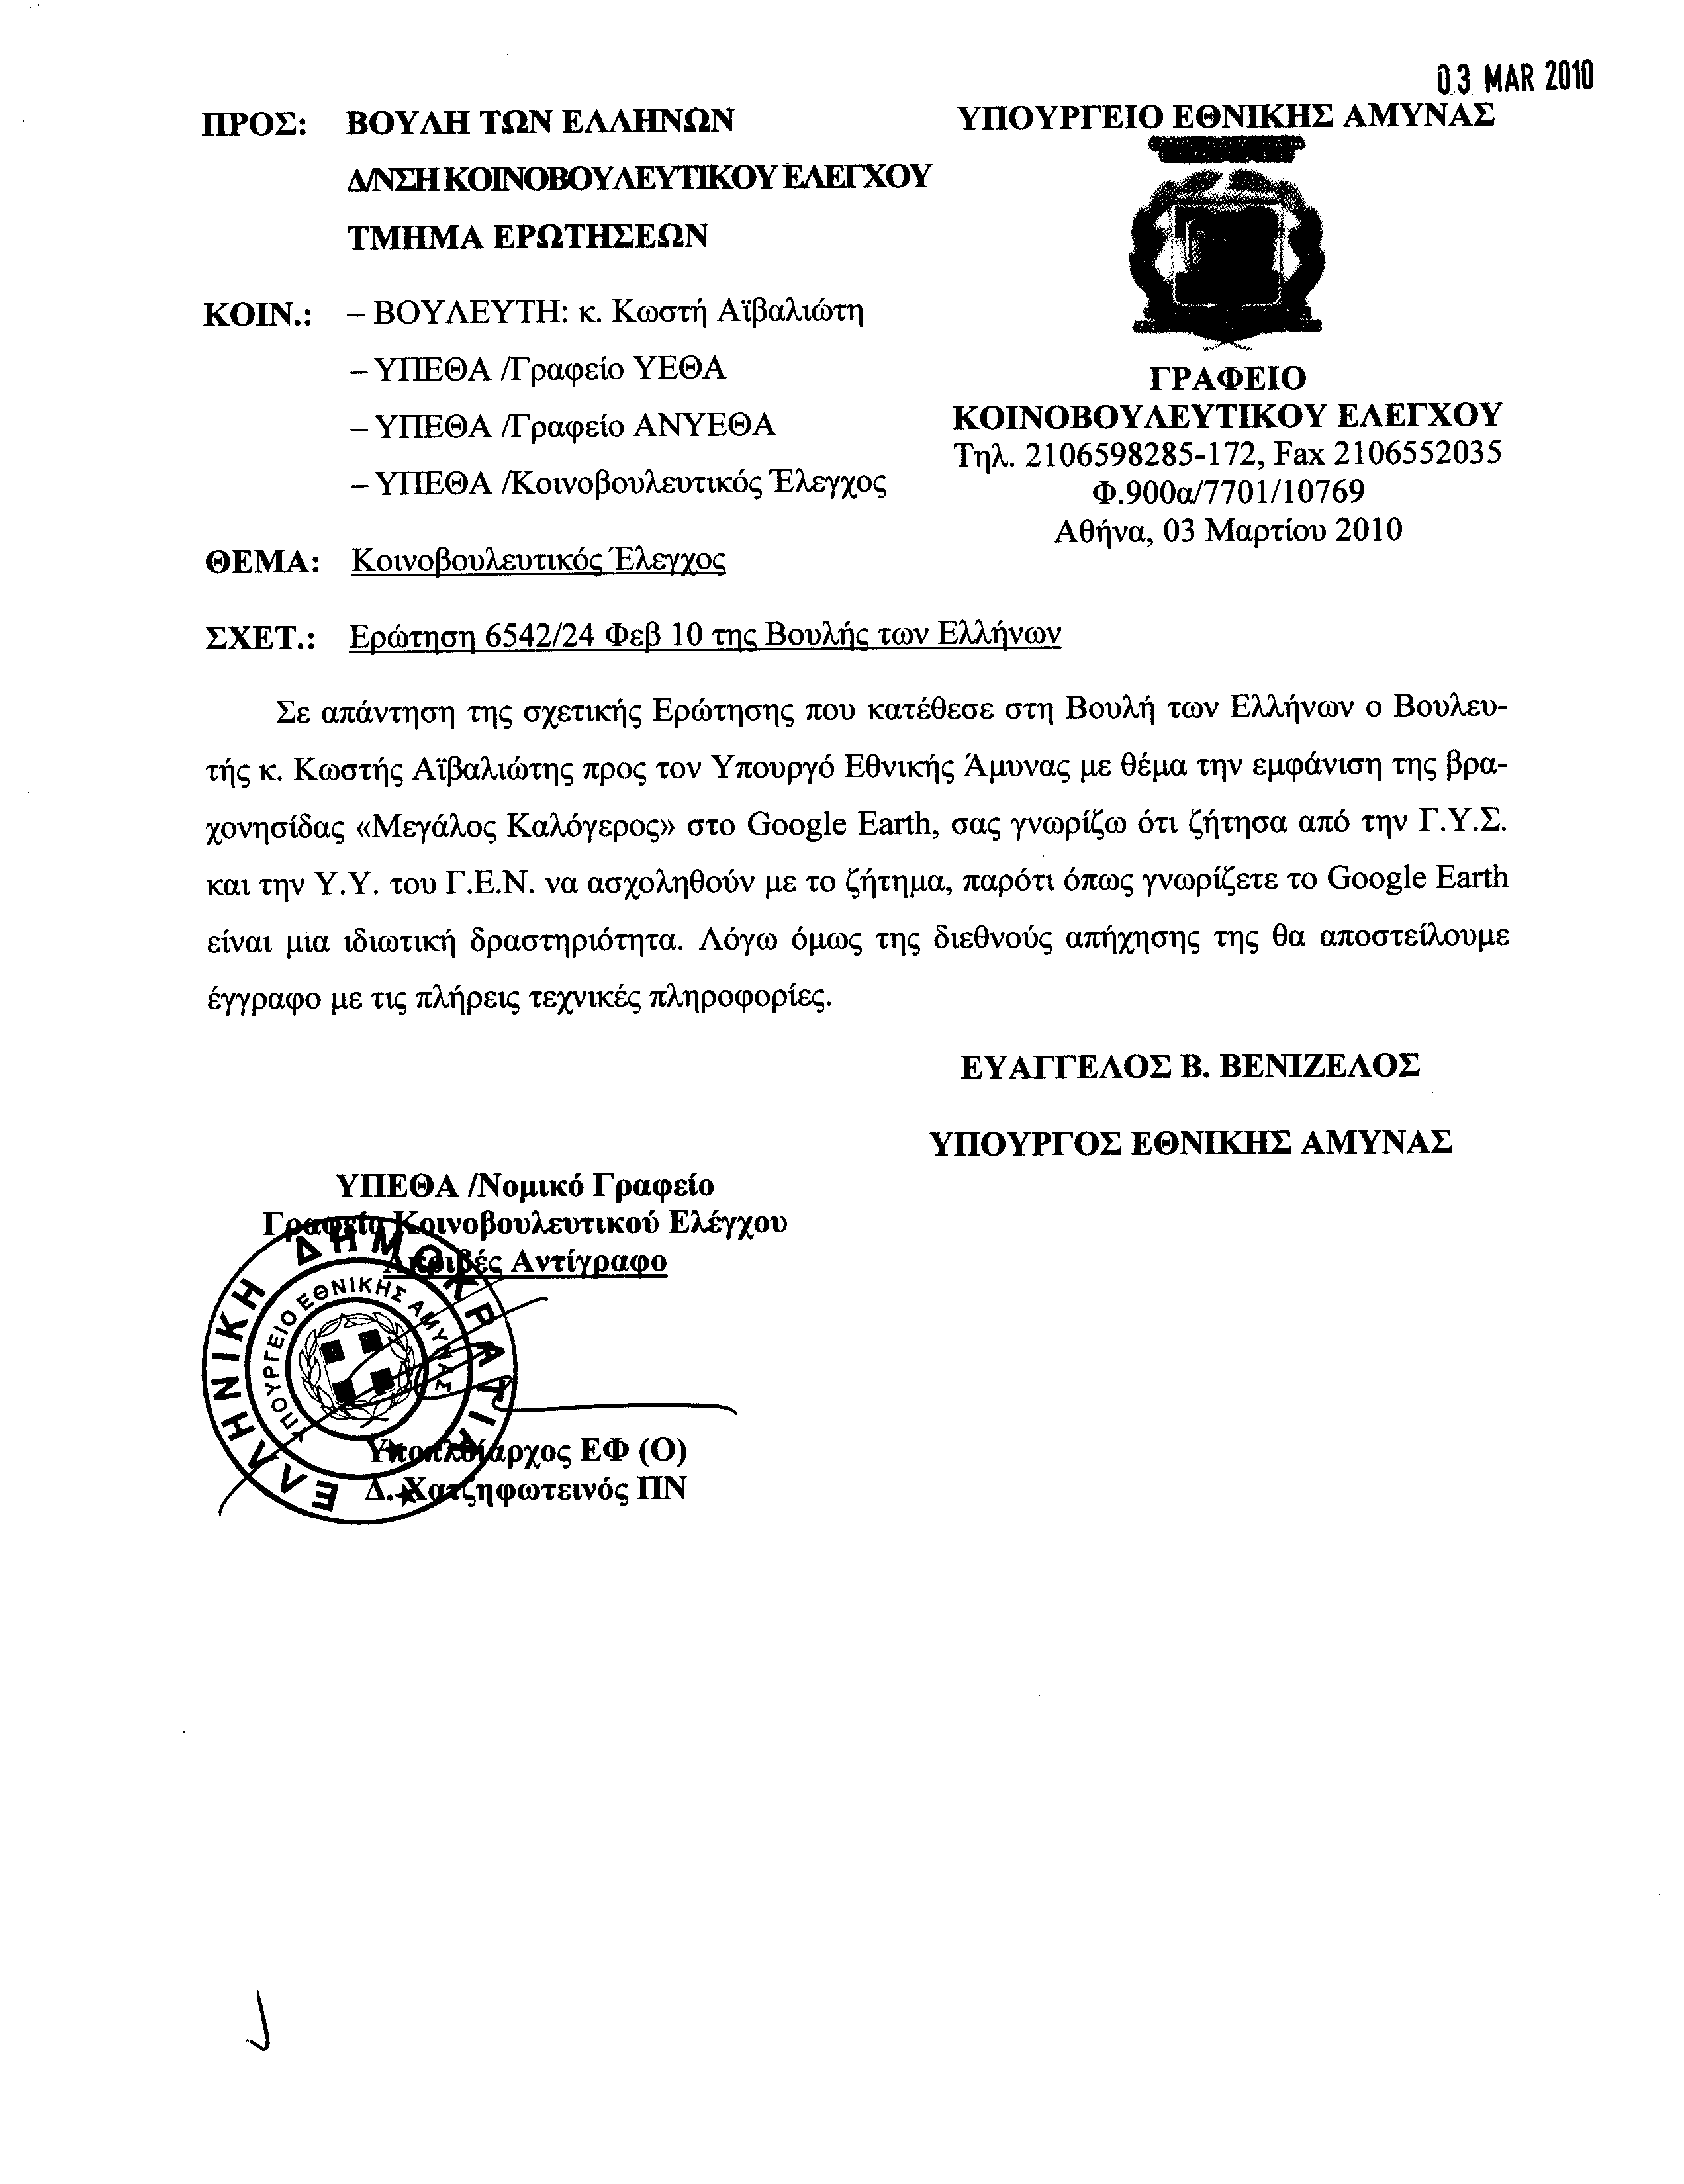 03 MAR 2010
ΠΡΟΣ: ΒΟΥΛΗ ΤΩΝ ΕΛΛΗΝΩΝ
Δ/ΝΣΗ ΚΟΙΝΟΒΟΥΛΕΥΤΙΚΟΥ ΕΛΕΓΧΟΥ
ΤΜΗΜΑ ΕΡΩΤΗΣΕΩΝ
ΚΟΙΝ.: – ΒΟΥΛΕΥΤΗ: κ. Κωστή Αϊβαλιώτη
– ΥΠΕΘΑ /Γραφείο ΥΕΘΑ
– ΥΠΕΘΑ /Γραφείο ΑΝΥΕΘΑ
– ΥΠΕΘΑ /Κοινοβουλευτικός Έλεγχος
ΥΠΟΥΡΓΕΙΟ ΕΘΝΙΚΗΣ ΑΜΥΝΑΣ
ΓΡΑΦΕΙΟ
ΚΟΙΝΟΒΟΥΛΕΥΤΙΚΟΥ ΕΛΕΓΧΟΥ
Τηλ. 2106598285-172, Fax 2106552035
Φ.900α/7701/10769
Αθήνα, 03 Μαρτίου 2010
ΘΕΜΑ: Κοινοβουλευτικός Έλεγχος
ΣΧΕΤ.: Ερώτηση 6542/24 Φεβ 10 της Βουλής των Ελλήνων
Σε απάντηση της σχετικής Ερώτησης που κατέθεσε στη Βουλή των Ελλήνων ο Βουλευ-
τής κ. Κωστής Αϊβαλιώτης προς τον Υπουργό Εθνικής Άμυνας με θέμα την εμφάνιση της βρα-
χονησίδας «Μεγάλος Καλόγερος» στο Google Earth, σας γνωρίζω ότι ζήτησα από την Γ.Υ.Σ.
και την Υ.Υ. του Γ.Ε.Ν. να ασχοληθούν με το ζήτημα, παρότι όπως γνωρίζετε το Google Earth
είναι μια ιδιωτική δραστηριότητα. Λόγω όμως της διεθνούς απήχησης της θα αποστείλουμε
έγγραφο με τις πλήρεις τεχνικές πληροφορίες.
ΕΥΑΓΓΕΛΟΣ Β. ΒΕΝΙΖΕΛΟΣ
ΥΠΟΥΡΓΟΣ ΕΘΝΙΚΗΣ ΑΜΥΝΑΣ
ΥΠΕΘΑ /Νομικό Γραφείο
Γραφείο Κοινοβουλευτικού Ελέγχου
Ακριβές Αντίγραφο
ΕΛΛΗΝΙΚΗ ΔΗΜΟΚΡΑΤΙΑ
ΥΠΟΥΡΓΕΙΟ ΕΘΝΙΚΗΣ ΑΜΥΝΑΣ
Υποπλοίαρχος ΕΦ (Ο)
Δ. Χατζηφωτεινός ΠΝ